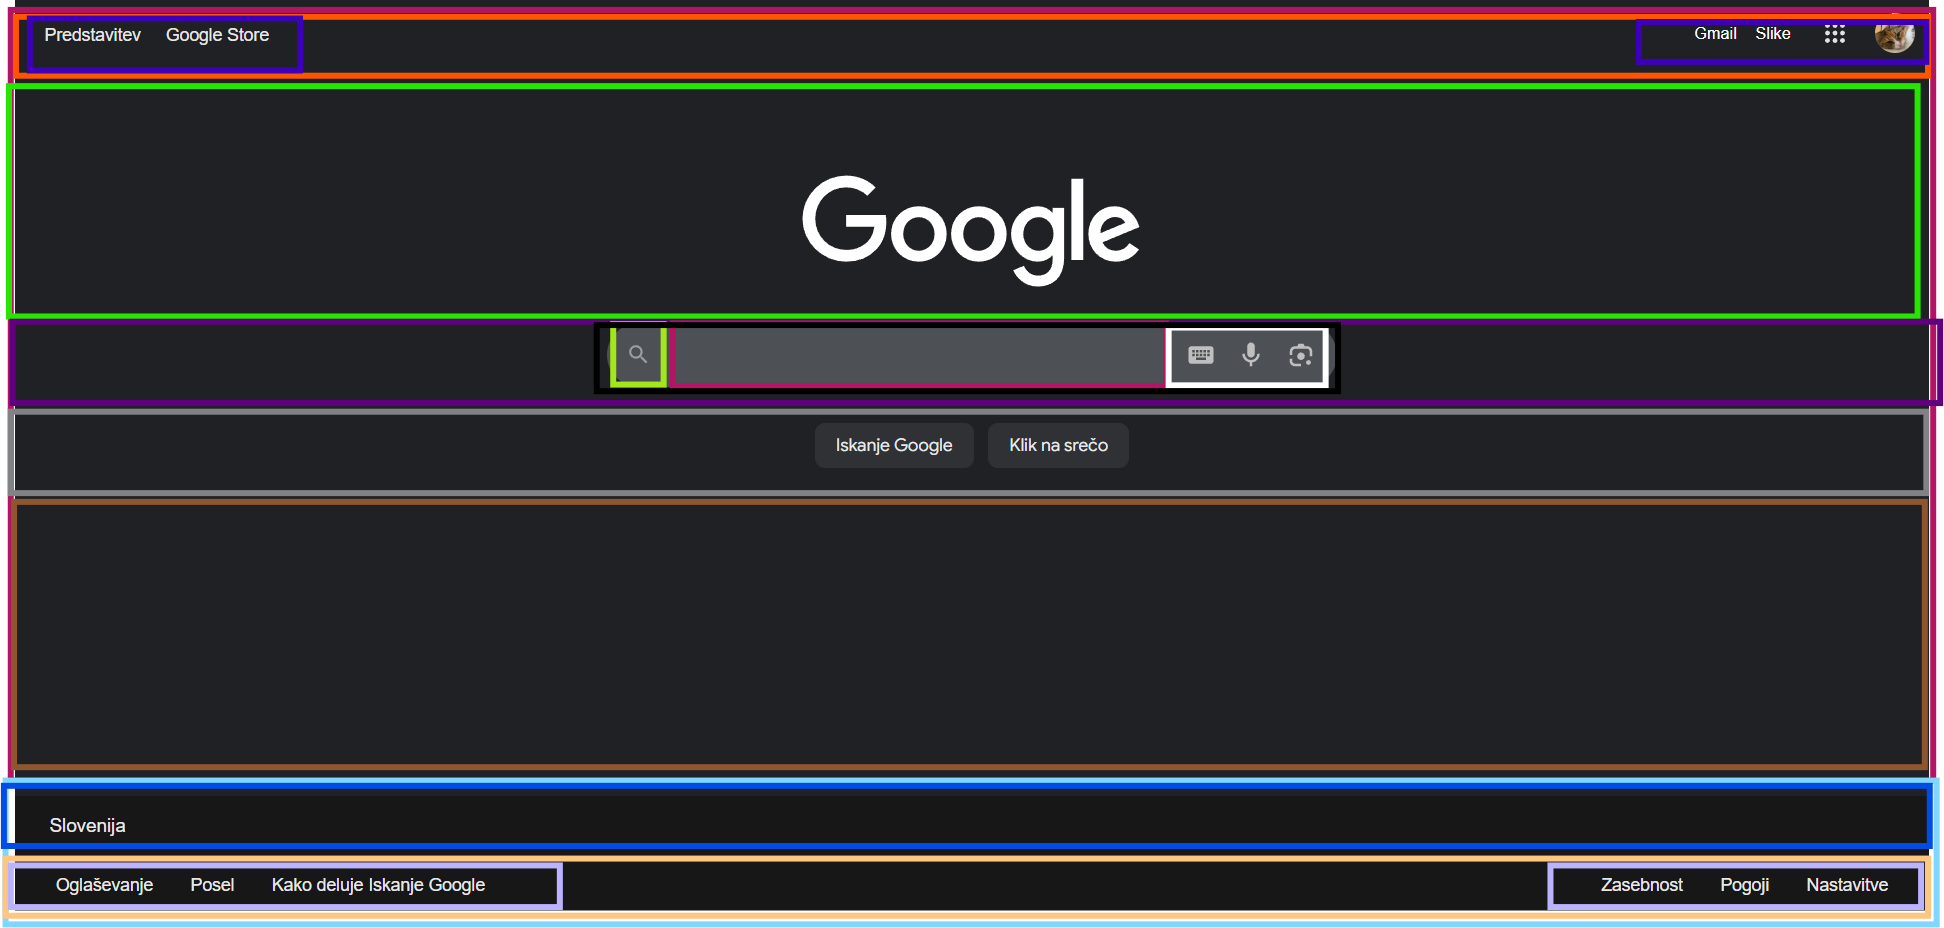 Predstavitev Google Store Gmail Slike
Google
Iskanje Google Klik na srečo
Slovenija
Oglaševanje Posel Kako deluje Iskanje Google Zasebnost Pogoji Nastavitve